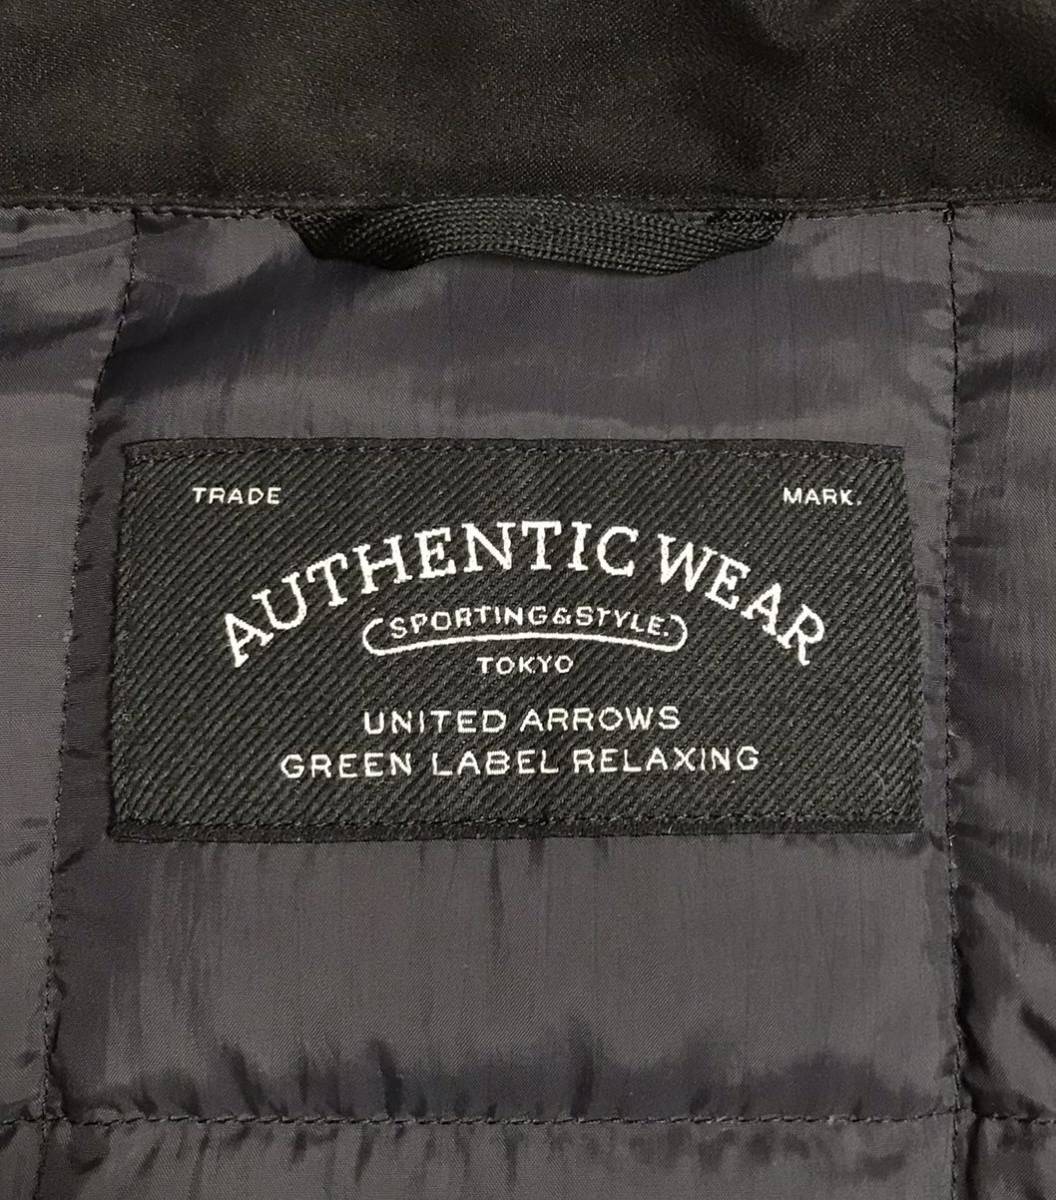 TRADE MARK.
AUTHENTIC WEAR
SPORTING&STYLE.
TOKYO
UNITED ARROWS
GREEN LABEL RELAXING